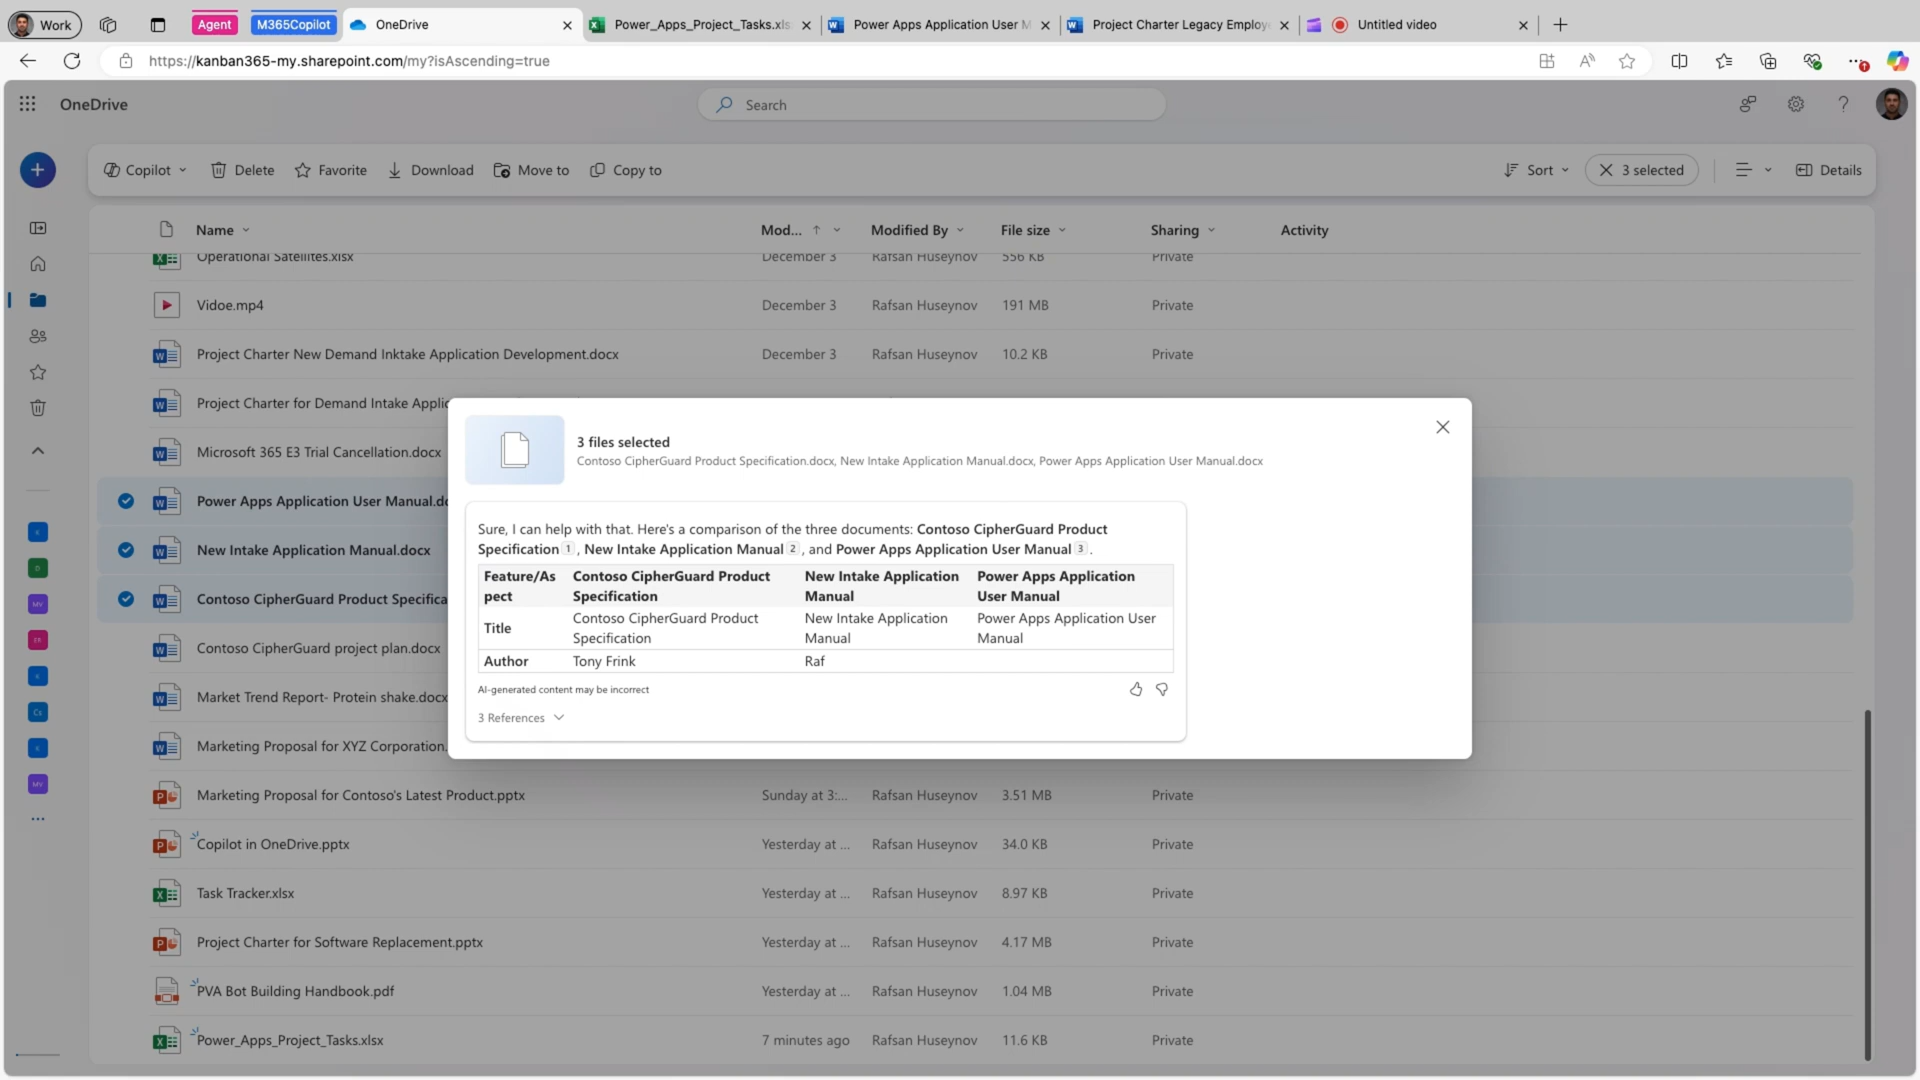 Work
Agent
M365Copilot
OneDrive
Power_Apps_Project_Tasks.xls
Power Apps Application User M
Project Charter Legacy Employ
Untitled video
https://kanban365-my.sharepoint.com/my?isAscending=true
OneDrive
Search
Copilot
Delete
Favorite
Download
Move to
Copy to
Sort
3 selected
Details
Name
Mod...
Modified By
File size
Sharing
Activity
Operational Satellites.xlsx December 3 Rafsan Huseynov 556 KB Private
Vidoe.mp4 December 3 Rafsan Huseynov 191 MB Private
Project Charter New Demand Inktake Application Development.docx December 3 Rafsan Huseynov 10.2 KB Private
Project Charter for Demand Intake Applic
Microsoft 365 E3 Trial Cancellation.docx
Power Apps Application User Manual.do
New Intake Application Manual.docx
Contoso CipherGuard Product Specifica
Contoso CipherGuard project plan.docx
Market Trend Report- Protein shake.docx
Marketing Proposal for XYZ Corporation.
Marketing Proposal for Contoso's Latest Product.pptx Sunday at 3:... Rafsan Huseynov 3.51 MB Private
Copilot in OneDrive.pptx Yesterday at ... Rafsan Huseynov 34.0 KB Private
Task Tracker.xlsx Yesterday at ... Rafsan Huseynov 8.97 KB Private
Project Charter for Software Replacement.pptx Yesterday at ... Rafsan Huseynov 4.17 MB Private
PVA Bot Building Handbook.pdf Yesterday at ... Rafsan Huseynov 1.04 MB Private
Power_Apps_Project_Tasks.xlsx 7 minutes ago Rafsan Huseynov 11.6 KB Private
3 files selected
Contoso CipherGuard Product Specification.docx, New Intake Application Manual.docx, Power Apps Application User Manual.docx
Sure, I can help with that. Here's a comparison of the three documents: Contoso CipherGuard Product
Specification 1, New Intake Application Manual 2, and Power Apps Application User Manual 3.
Feature/As
pect
Contoso CipherGuard Product
Specification
New Intake Application
Manual
Power Apps Application
User Manual
Title
Contoso CipherGuard Product
Specification
New Intake Application
Manual
Power Apps Application User
Manual
Author Tony Frink Raf
AI-generated content may be incorrect
3 References